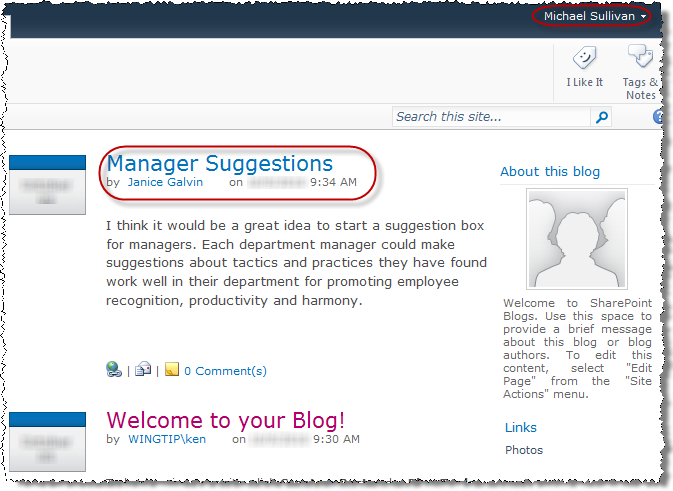 Michael Sullivan
I Like It
Tags & Notes
Search this site...
Manager Suggestions
by Janice Galvin on 9:34 AM
I think it would be a great idea to start a suggestion box
for managers. Each department manager could make
suggestions about tactics and practices they have found
work well in their department for promoting employee
recognition, productivity and harmony.
0 Comment(s)
Welcome to your Blog!
by WINGTIP\ken on 9:30 AM
About this blog
Welcome to SharePoint
Blogs. Use this space to
provide a brief message
about this blog or blog
authors. To edit this
content, select "Edit
Page" from the "Site
Actions" menu.
Links
Photos